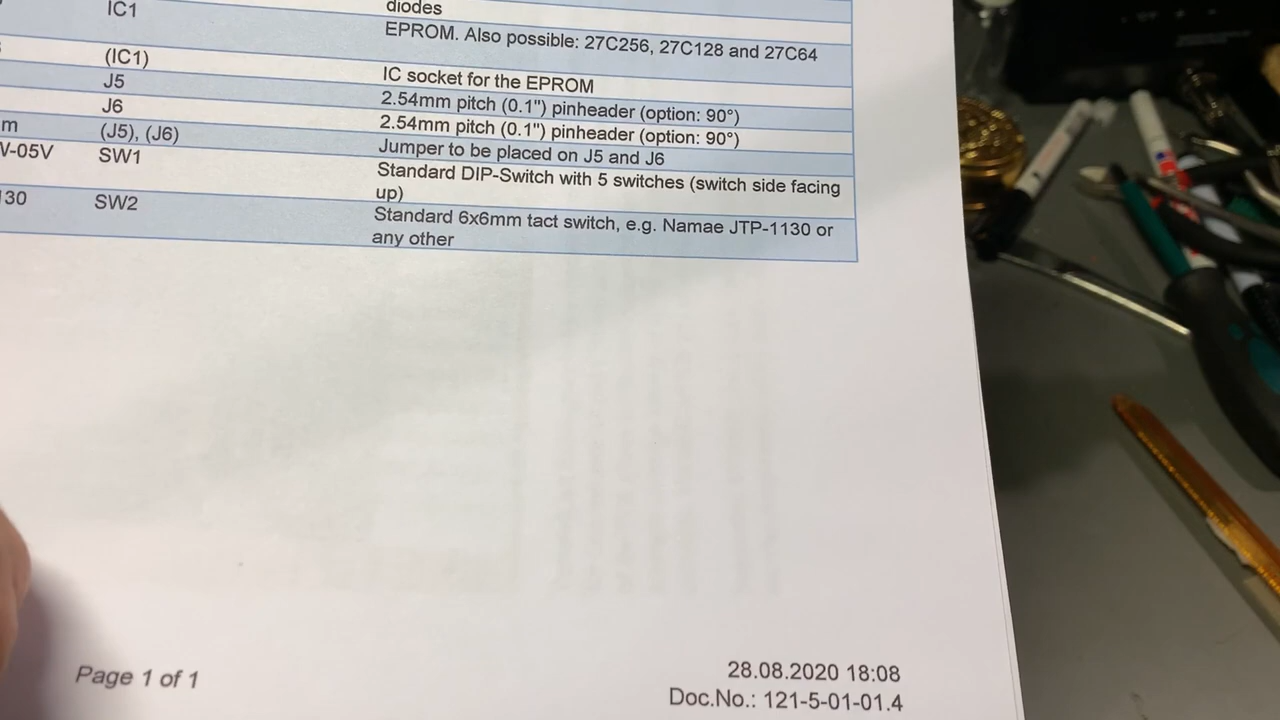 IC1
diodes
EPROM. Also possible: 27C256, 27C128 and 27C64
(IC1)
IC socket for the EPROM
J5
2.54mm pitch (0.1") pinheader (option: 90°)
J6
2.54mm pitch (0.1") pinheader (option: 90°)
m
(J5), (J6)
Jumper to be placed on J5 and J6
V-05V
SW1
Standard DIP-Switch with 5 switches (switch side facing
up)
130
SW2
Standard 6x6mm tact switch, e.g. Namae JTP-1130 or
any other
Page 1 of 1
28.08.2020 18:08
Doc.No.: 121-5-01-01.4